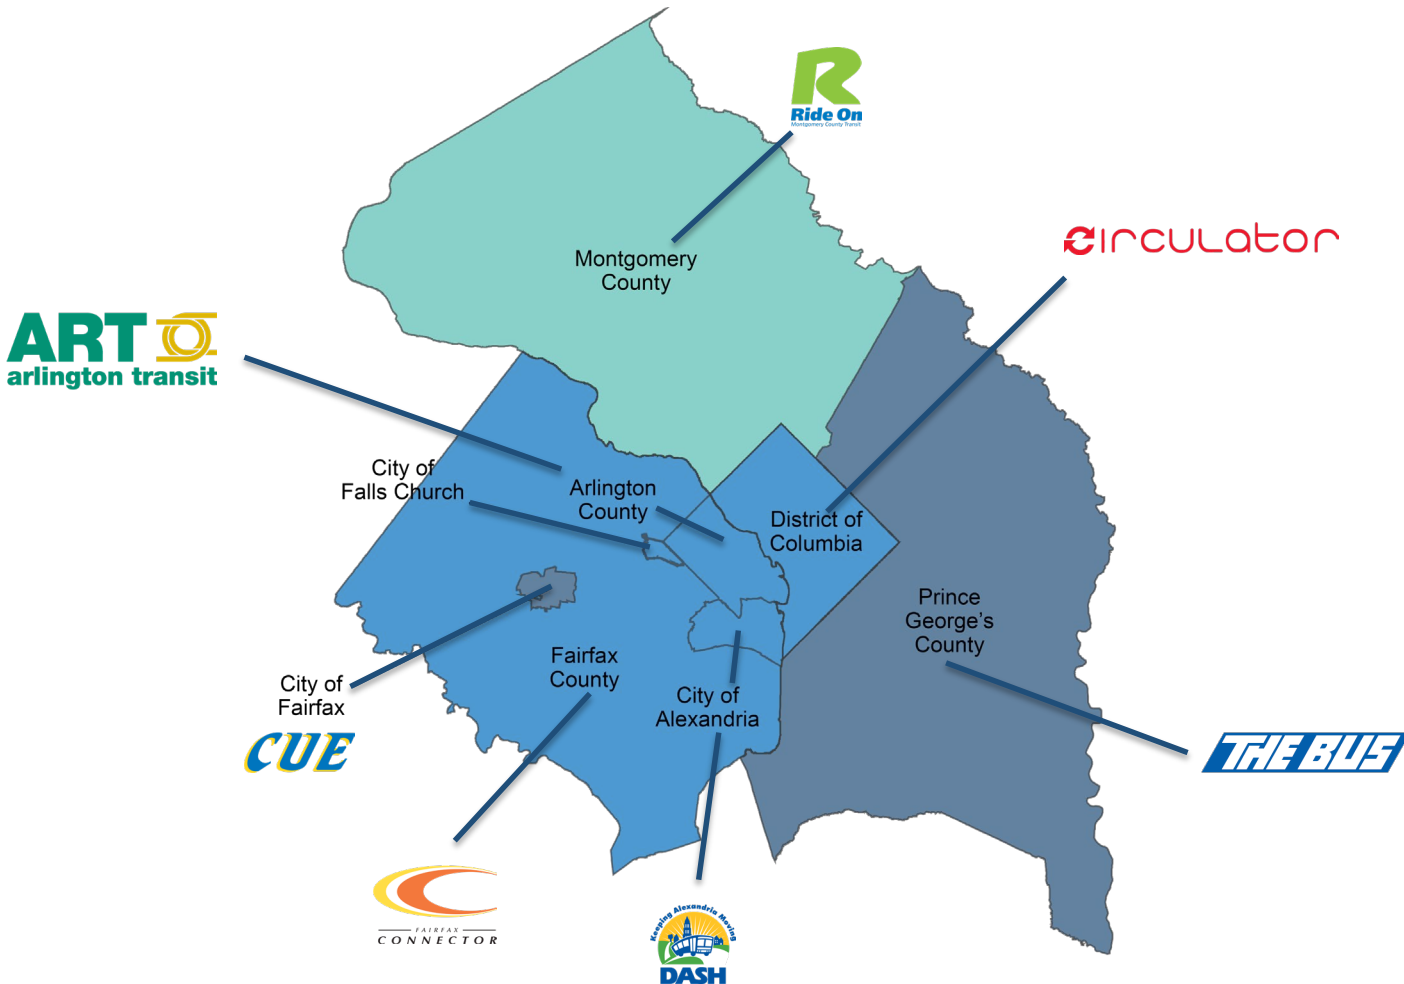 Ride On
Montgomery County Transit
CIRCULATOR
Montgomery
County
ART
arlington transit
City of
Falls Church
Arlington
County
District of
Columbia
Prince
George's
County
Fairfax
County
City of
Fairfax
CUE
City of
Alexandria
THE BUS
FAIRFAX
CONNECTOR
Keeping Alexandria Moving
DASH